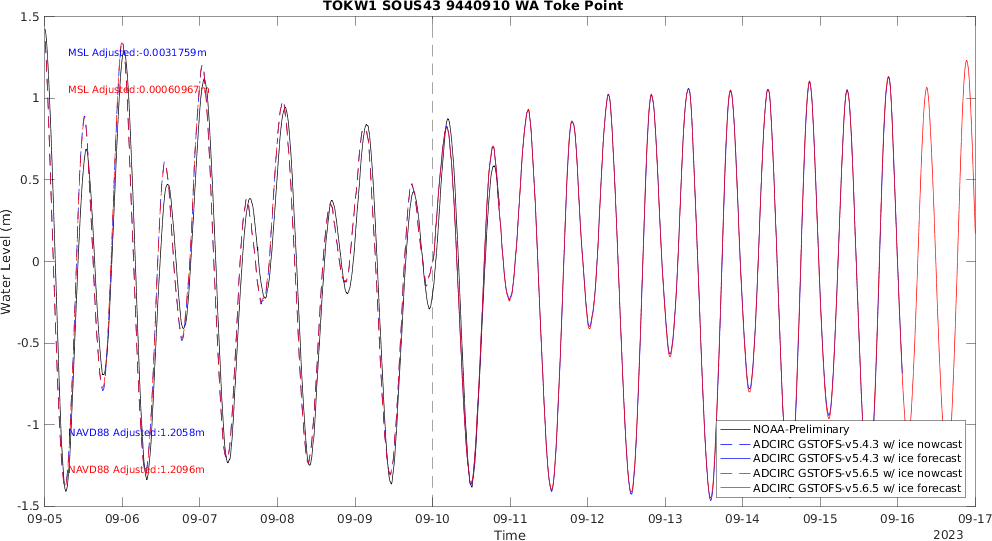 TOKW1 SOUS43 9440910 WA Toke Point
1.5
1
0.5
0
-0.5
-1
-1.5
Water Level (m)
MSL Adjusted:-0.0031759m
MSL Adjusted:0.00060967m
NAVD88 Adjusted:1.2058m
NAVD88 Adjusted:1.2096m
NOAA-Preliminary
ADCIRC GSTOFS-v5.4.3 w/ ice nowcast
ADCIRC GSTOFS-v5.4.3 w/ ice forecast
ADCIRC GSTOFS-v5.6.5 w/ ice nowcast
ADCIRC GSTOFS-v5.6.5 w/ ice forecast
09-05 09-06 09-07 09-08 09-09 09-10 09-11 09-12 09-13 09-14 09-15 09-16 09-17
Time
2023